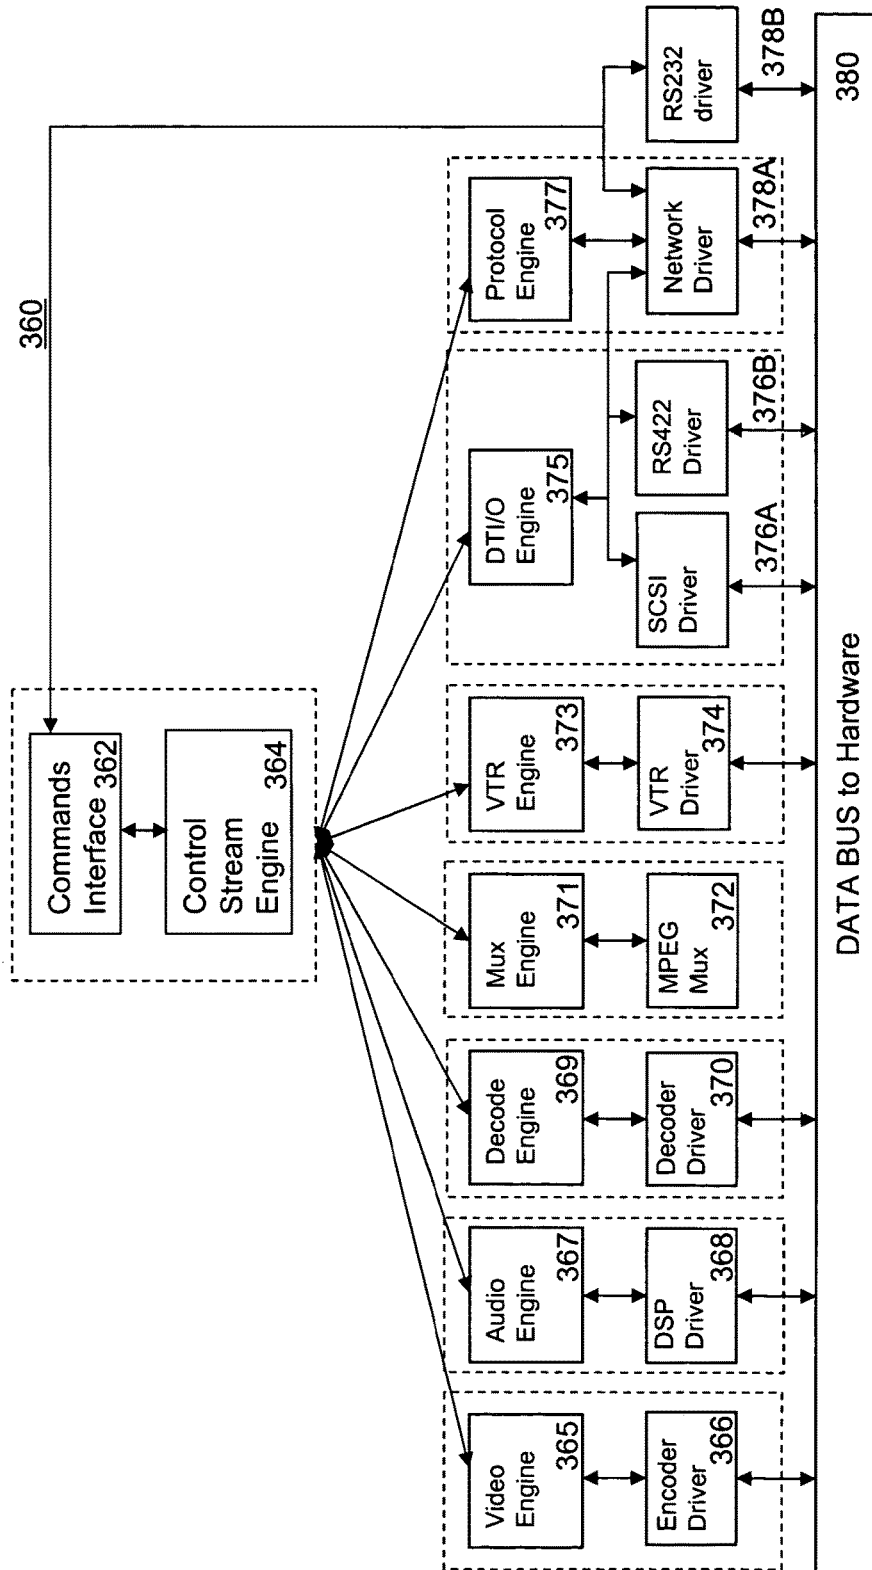 360
Commands
Interface 362
Control
Stream
Engine 364
Video
Engine
365
Audio
Engine
367
Decode
Engine
369
Mux
Engine
371
VTR
Engine
373
DTI/O
Engine
375
Protocol
Engine
377
Encoder
Driver
366
DSP
Driver
368
Decoder
Driver
370
MPEG
Mux
372
VTR
Driver
374
SCSI
Driver
376A
RS422
Driver
376B
Network
Driver
378A
RS232
driver
378B
DATA BUS to Hardware
380